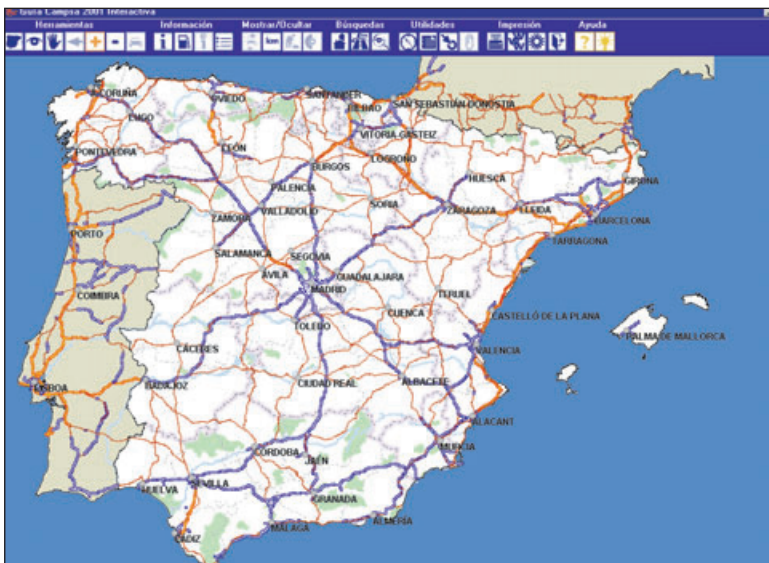 Guia Campsa 2001 Interactiva
Herramientas Información Mostrar/Ocultar Búsquedas Utilidades Impresión Ayuda
km
A CORUÑA
OVIEDO
SANTANDER
BILBAO
SAN SEBASTIÁN-DONOSTIA
LUGO
VITORIA-GASTEIZ
PONTEVEDRA
LEÓN
LOGROÑO
BURGOS
HUESCA
GIRONA
PALENCIA
ZAMORA
VALLADOLID
SORIA
ZARAGOZA
LLEIDA
BARCELONA
PORTO
TARRAGONA
SALAMANCA
SEGOVIA
ÁVILA
GUADALAJARA
MADRID
TERUEL
COIMBRA
CUENCA
CASTELLÓ DE LA PLANA
TOLEDO
PALMA DE MALLORCA
CÁCERES
VALENCIA
LISBOA
BADAJOZ
CIUDAD REAL
ALBACETE
ALACANT
MURCIA
CÓRDOBA
JAÉN
HUELVA
SEVILLA
GRANADA
MÁLAGA
ALMERÍA
CÁDIZ